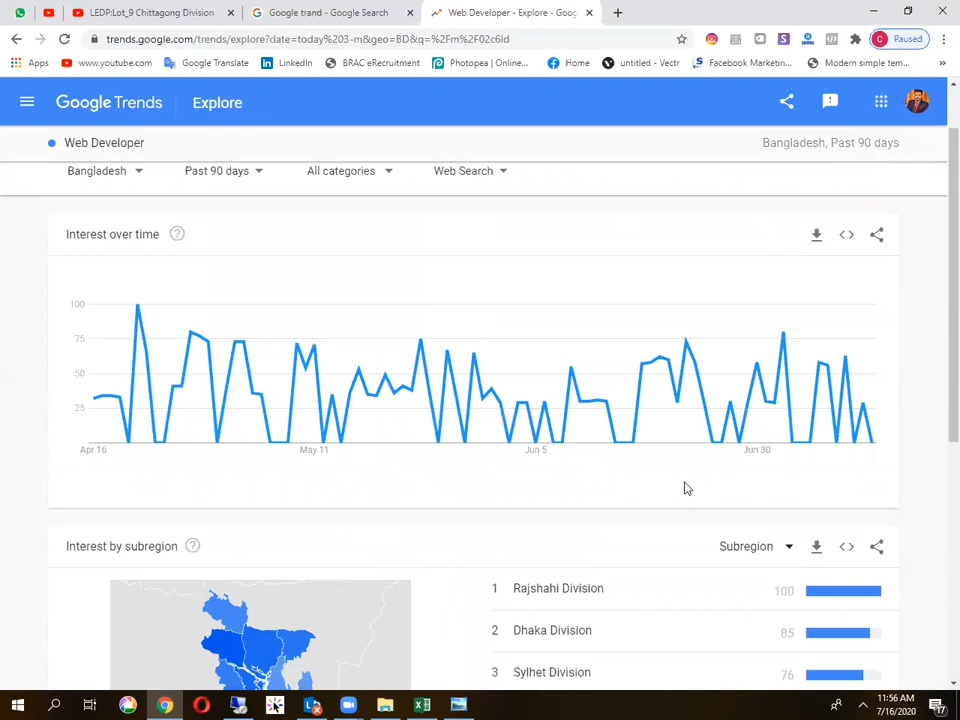 LEDP:Lot_9 Chittagong Division
Google trand - Google Search
Web Developer - Explore - Goog
trends.google.com/trends/explore?date=today%203-m&geo=BD&q=%2Fm%2F02c6ld
Paused
Apps
www.youtube.com
Google Translate
LinkedIn
BRAC eRecruitment
Photopea | Online...
Home
untitled - Vectr
Facebook Marketin...
Modern simple tem...
»
Google Trends
Explore
Web Developer
Bangladesh, Past 90 days
Bangladesh
Past 90 days
All categories
Web Search
Interest over time
100
75
50
25
Apr 16
May 11
Jun 5
Jun 30
Interest by subregion
Subregion
1 Rajshahi Division 100
2 Dhaka Division 85
3 Sylhet Division 76
11:56 AM
7/16/2020
17